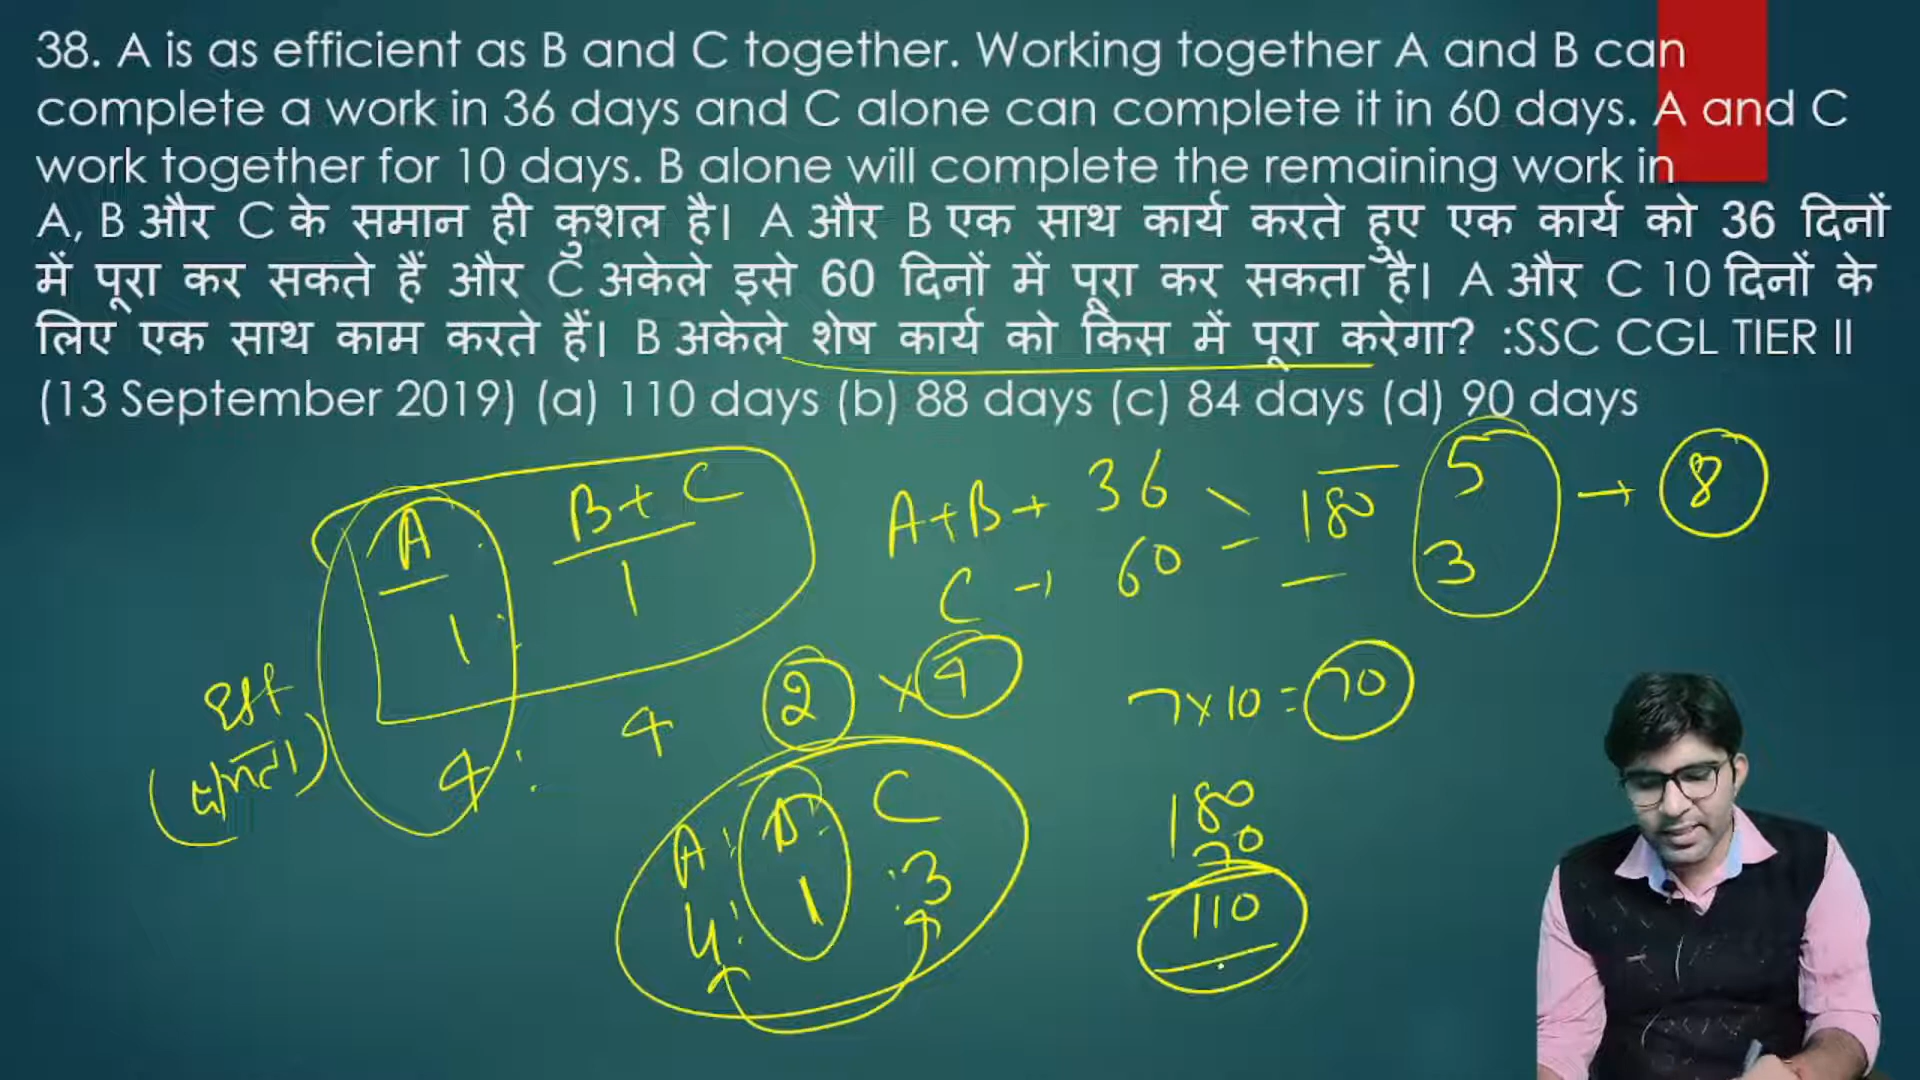 38. A is as efficient as B and C together. Working together A and B can
complete a work in 36 days and C alone can complete it in 60 days. A and C
work together for 10 days. B alone will complete the remaining work in
A, B और C के समान ही कुशल है। A और B एक साथ कार्य करते हुए एक कार्य को 36 दिनों
में पूरा कर सकते हैं और C अकेले इसे 60 दिनों में पूरा कर सकता है। A और C 10 दिनों के
लिए एक साथ काम करते हैं। B अकेले शेष कार्य को किस में पूरा करेगा? :SSC CGL TIER II
(13 September 2019) (a) 110 days (b) 88 days (c) 84 days (d) 90 days
A B + C
1 1
A+B+ 36 180 5 → 8
C → 60 3
4 : 4
2 × 4
7 × 10 = 70
A : B : C
4 : 1 : 3
180
70
110